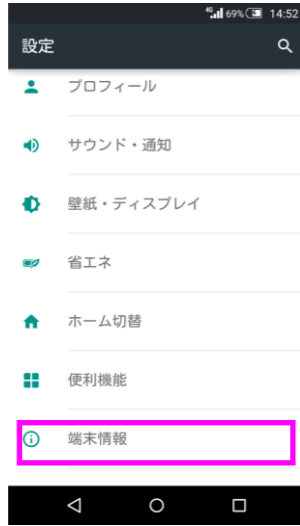 4G 69% 14:52
設定
プロフィール
サウンド・通知
壁紙・ディスプレイ
省エネ
ホーム切替
便利機能
端末情報